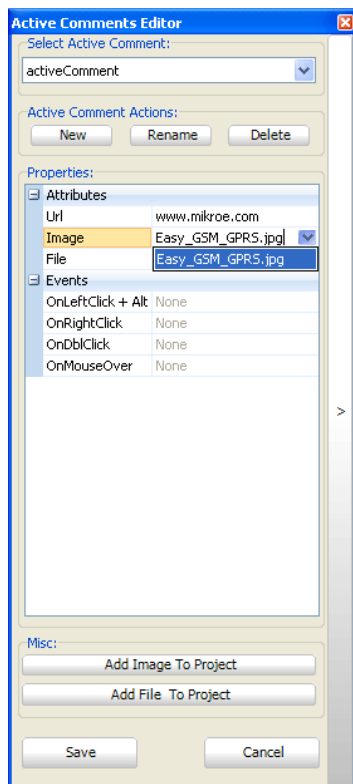 Active Comments Editor
Select Active Comment:
activeComment
Active Comment Actions:
New Rename Delete
Properties:
Attributes
Url www.mikroe.com
Image Easy_GSM_GPRS.jpg
File Easy_GSM_GPRS.jpg
Events
OnLeftClick + Alt None
OnRightClick None
OnDblClick None
OnMouseOver None
>
Misc:
Add Image To Project
Add File To Project
Save Cancel